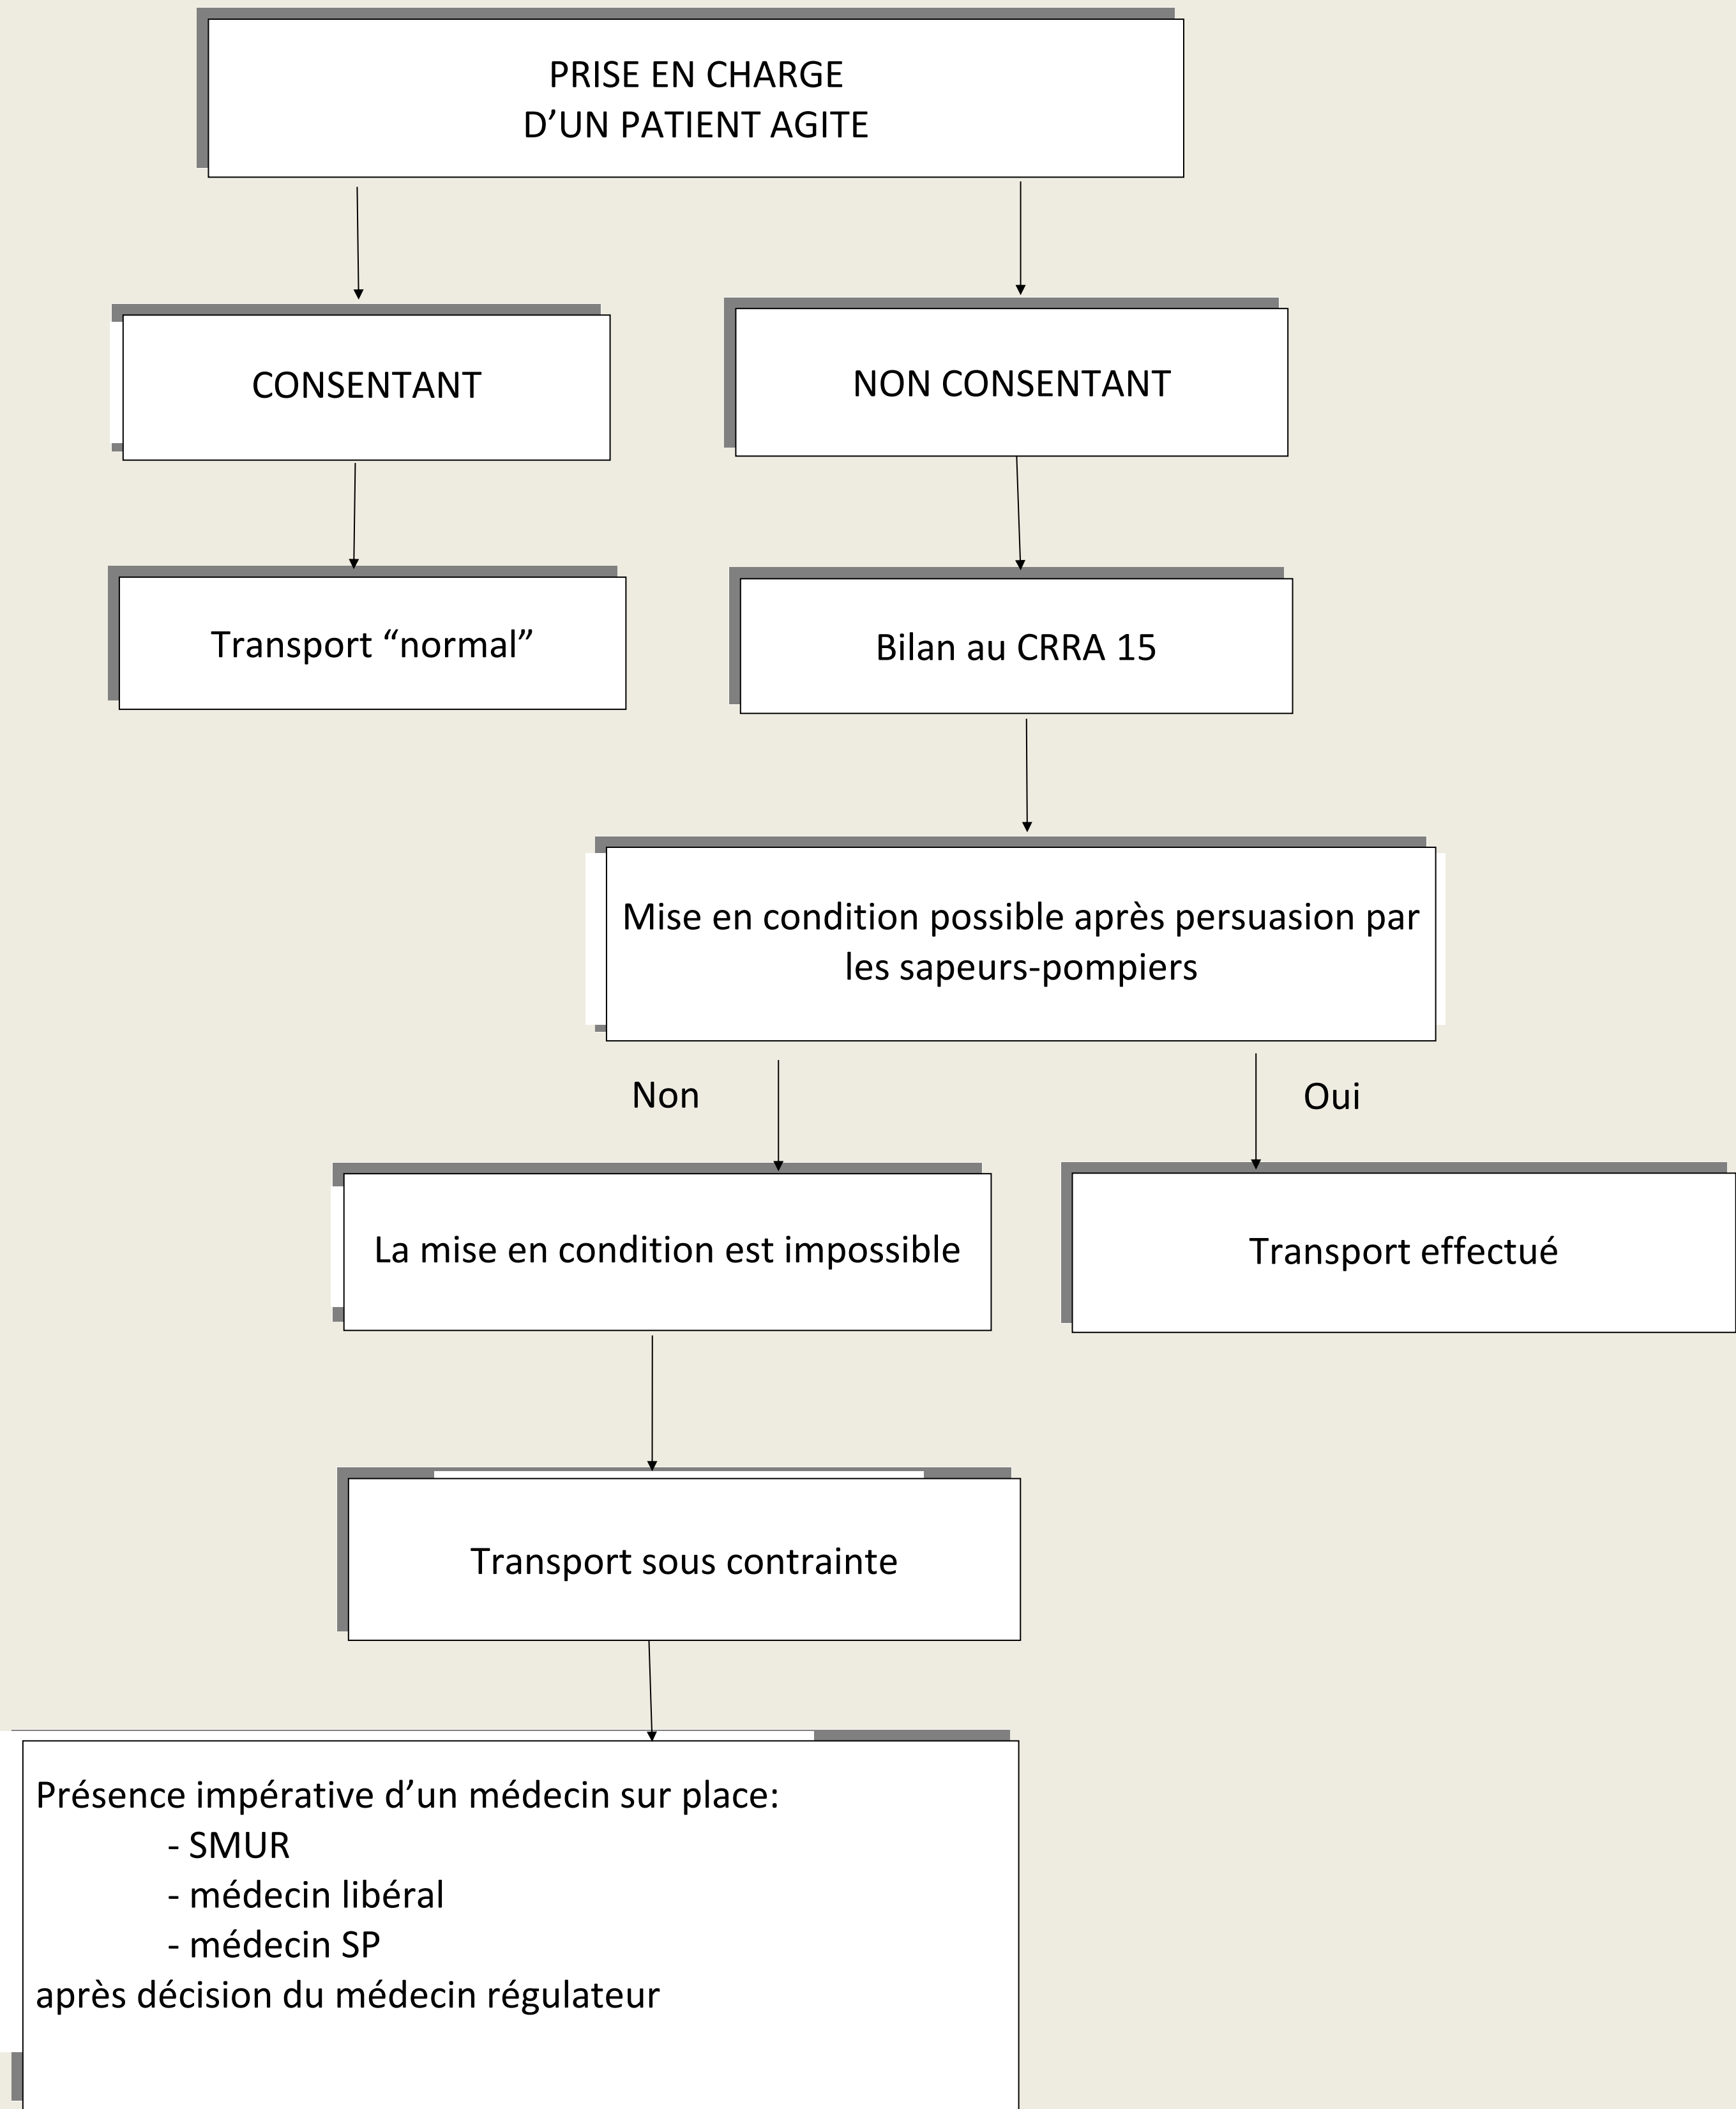 PRISE EN CHARGE
D’UN PATIENT AGITE
CONSENTANT
NON CONSENTANT
Transport “normal”
Bilan au CRRA 15
Mise en condition possible après persuasion par
les sapeurs-pompiers
Non
Oui
La mise en condition est impossible
Transport effectué
Transport sous contrainte
Présence impérative d’un médecin sur place:
- SMUR
- médecin libéral
- médecin SP
après décision du médecin régulateur